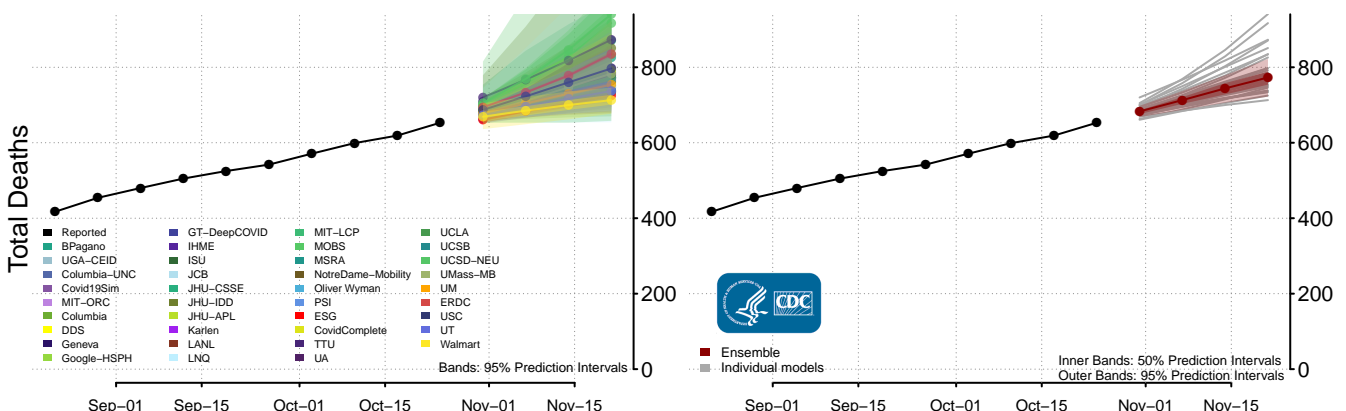 Total Deaths
800
600
400
200
0
Reported
BPagano
UGA−CEID
Columbia−UNC
Covid19Sim
MIT−ORC
Columbia
DDS
Geneva
Google−HSPH
GT−DeepCOVID
IHME
ISU
JCB
JHU−CSSE
JHU−IDD
JHU−APL
Karlen
LANL
LNQ
MIT−LCP
MOBS
MSRA
NotreDame−Mobility
Oliver Wyman
PSI
ESG
CovidComplete
TTU
UA
UCLA
UCSB
UCSD−NEU
UMass−MB
UM
ERDC
USC
UT
Walmart
Bands: 95% Prediction Intervals
Sep−01 Sep−15 Oct−01 Oct−15 Nov−01 Nov−15
800
600
400
200
0
CDC
Ensemble
Individual models
Inner Bands: 50% Prediction Intervals
Outer Bands: 95% Prediction Intervals
Sep−01 Sep−15 Oct−01 Oct−15 Nov−01 Nov−15